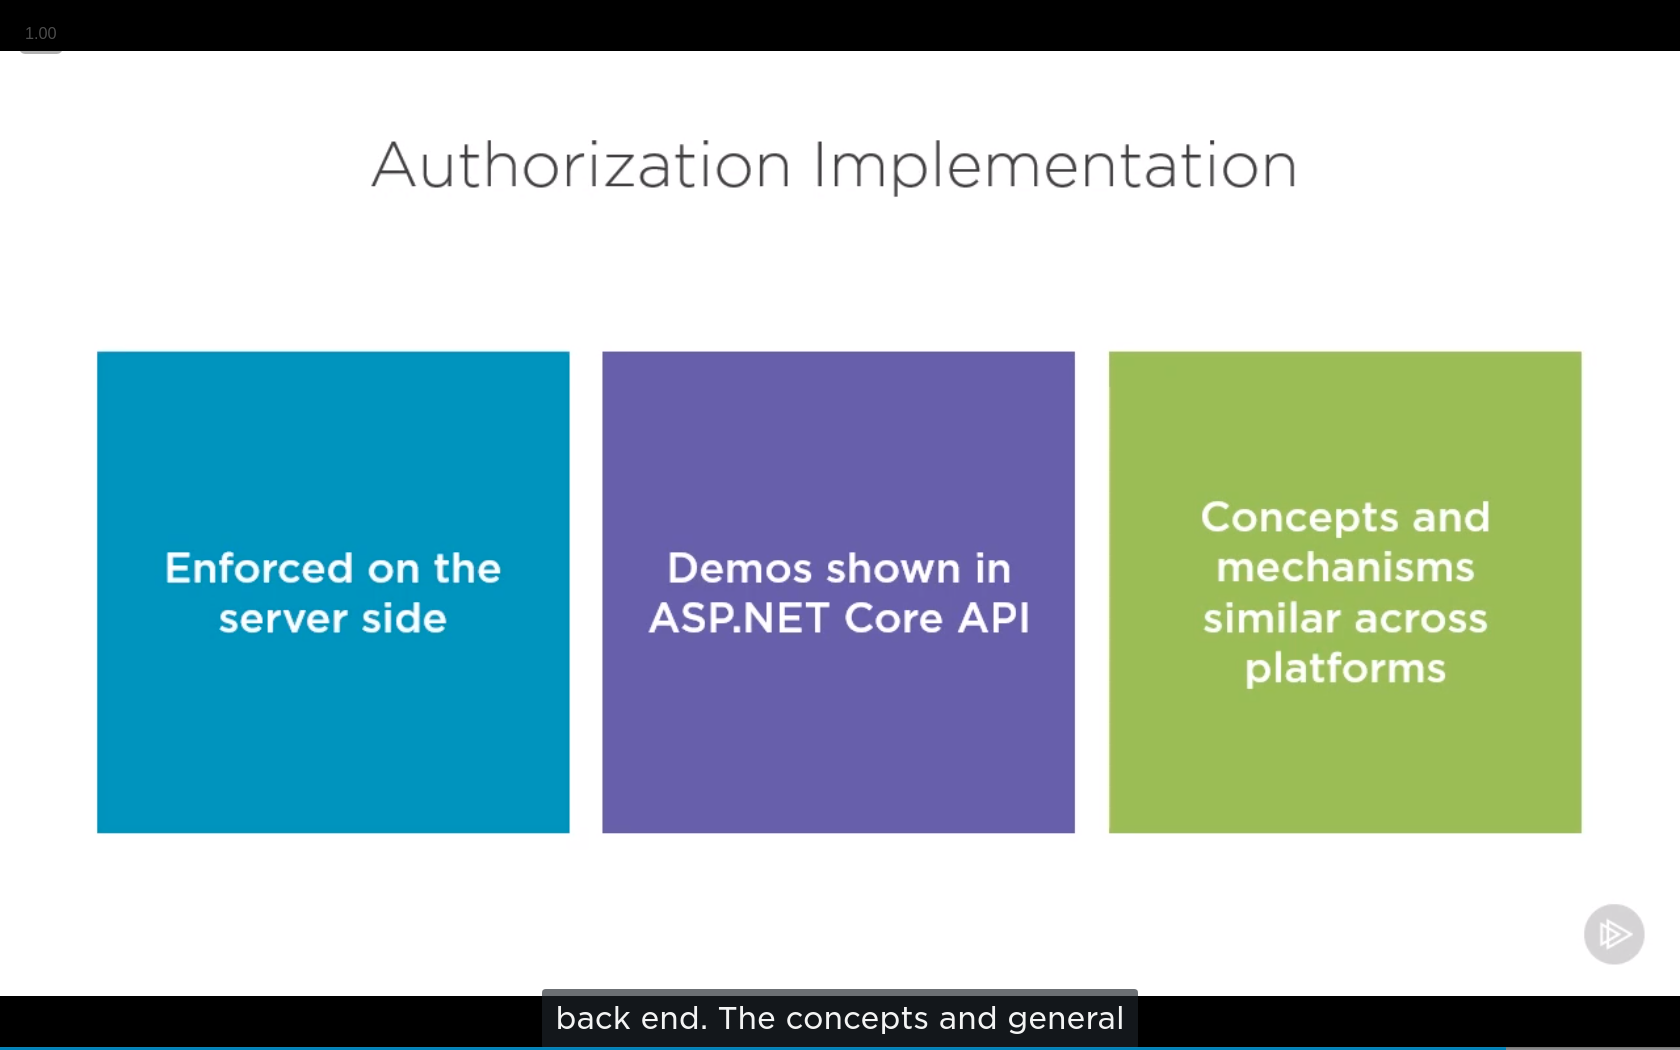 1.00
Authorization Implementation
Enforced on the
server side
Demos shown in
ASP.NET Core API
Concepts and
mechanisms
similar across
platforms
back end. The concepts and general